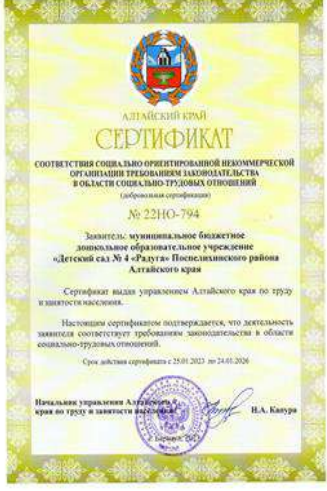 АЛТАЙСКИЙ КРАЙ
СЕРТИФИКАТ
СООТВЕТСТВИЯ СОЦИАЛЬНО ОРИЕНТИРОВАННОЙ НЕКОММЕРЧЕСКОЙ
ОРГАНИЗАЦИИ ТРЕБОВАНИЯМ ЗАКОНОДАТЕЛЬСТВА
В ОБЛАСТИ СОЦИАЛЬНО-ТРУДОВЫХ ОТНОШЕНИЙ
(добровольная сертификация)
№ 22НО-794
Заявитель: муниципальное бюджетное
дошкольное образовательное учреждение
«Детский сад № 4 «Радуга» Поспелихинского района
Алтайского края
Сертификат выдан управлением Алтайского края по труду
и занятости населения.
Настоящим сертификатом подтверждается, что деятельность
заявителя соответствует требованиям законодательства в области
социально-трудовых отношений.
Срок действия сертификата с 25.01.2023 по 24.01.2026
Начальник управления Алтайского
края по труду и занятости населения
Н.А. Капура